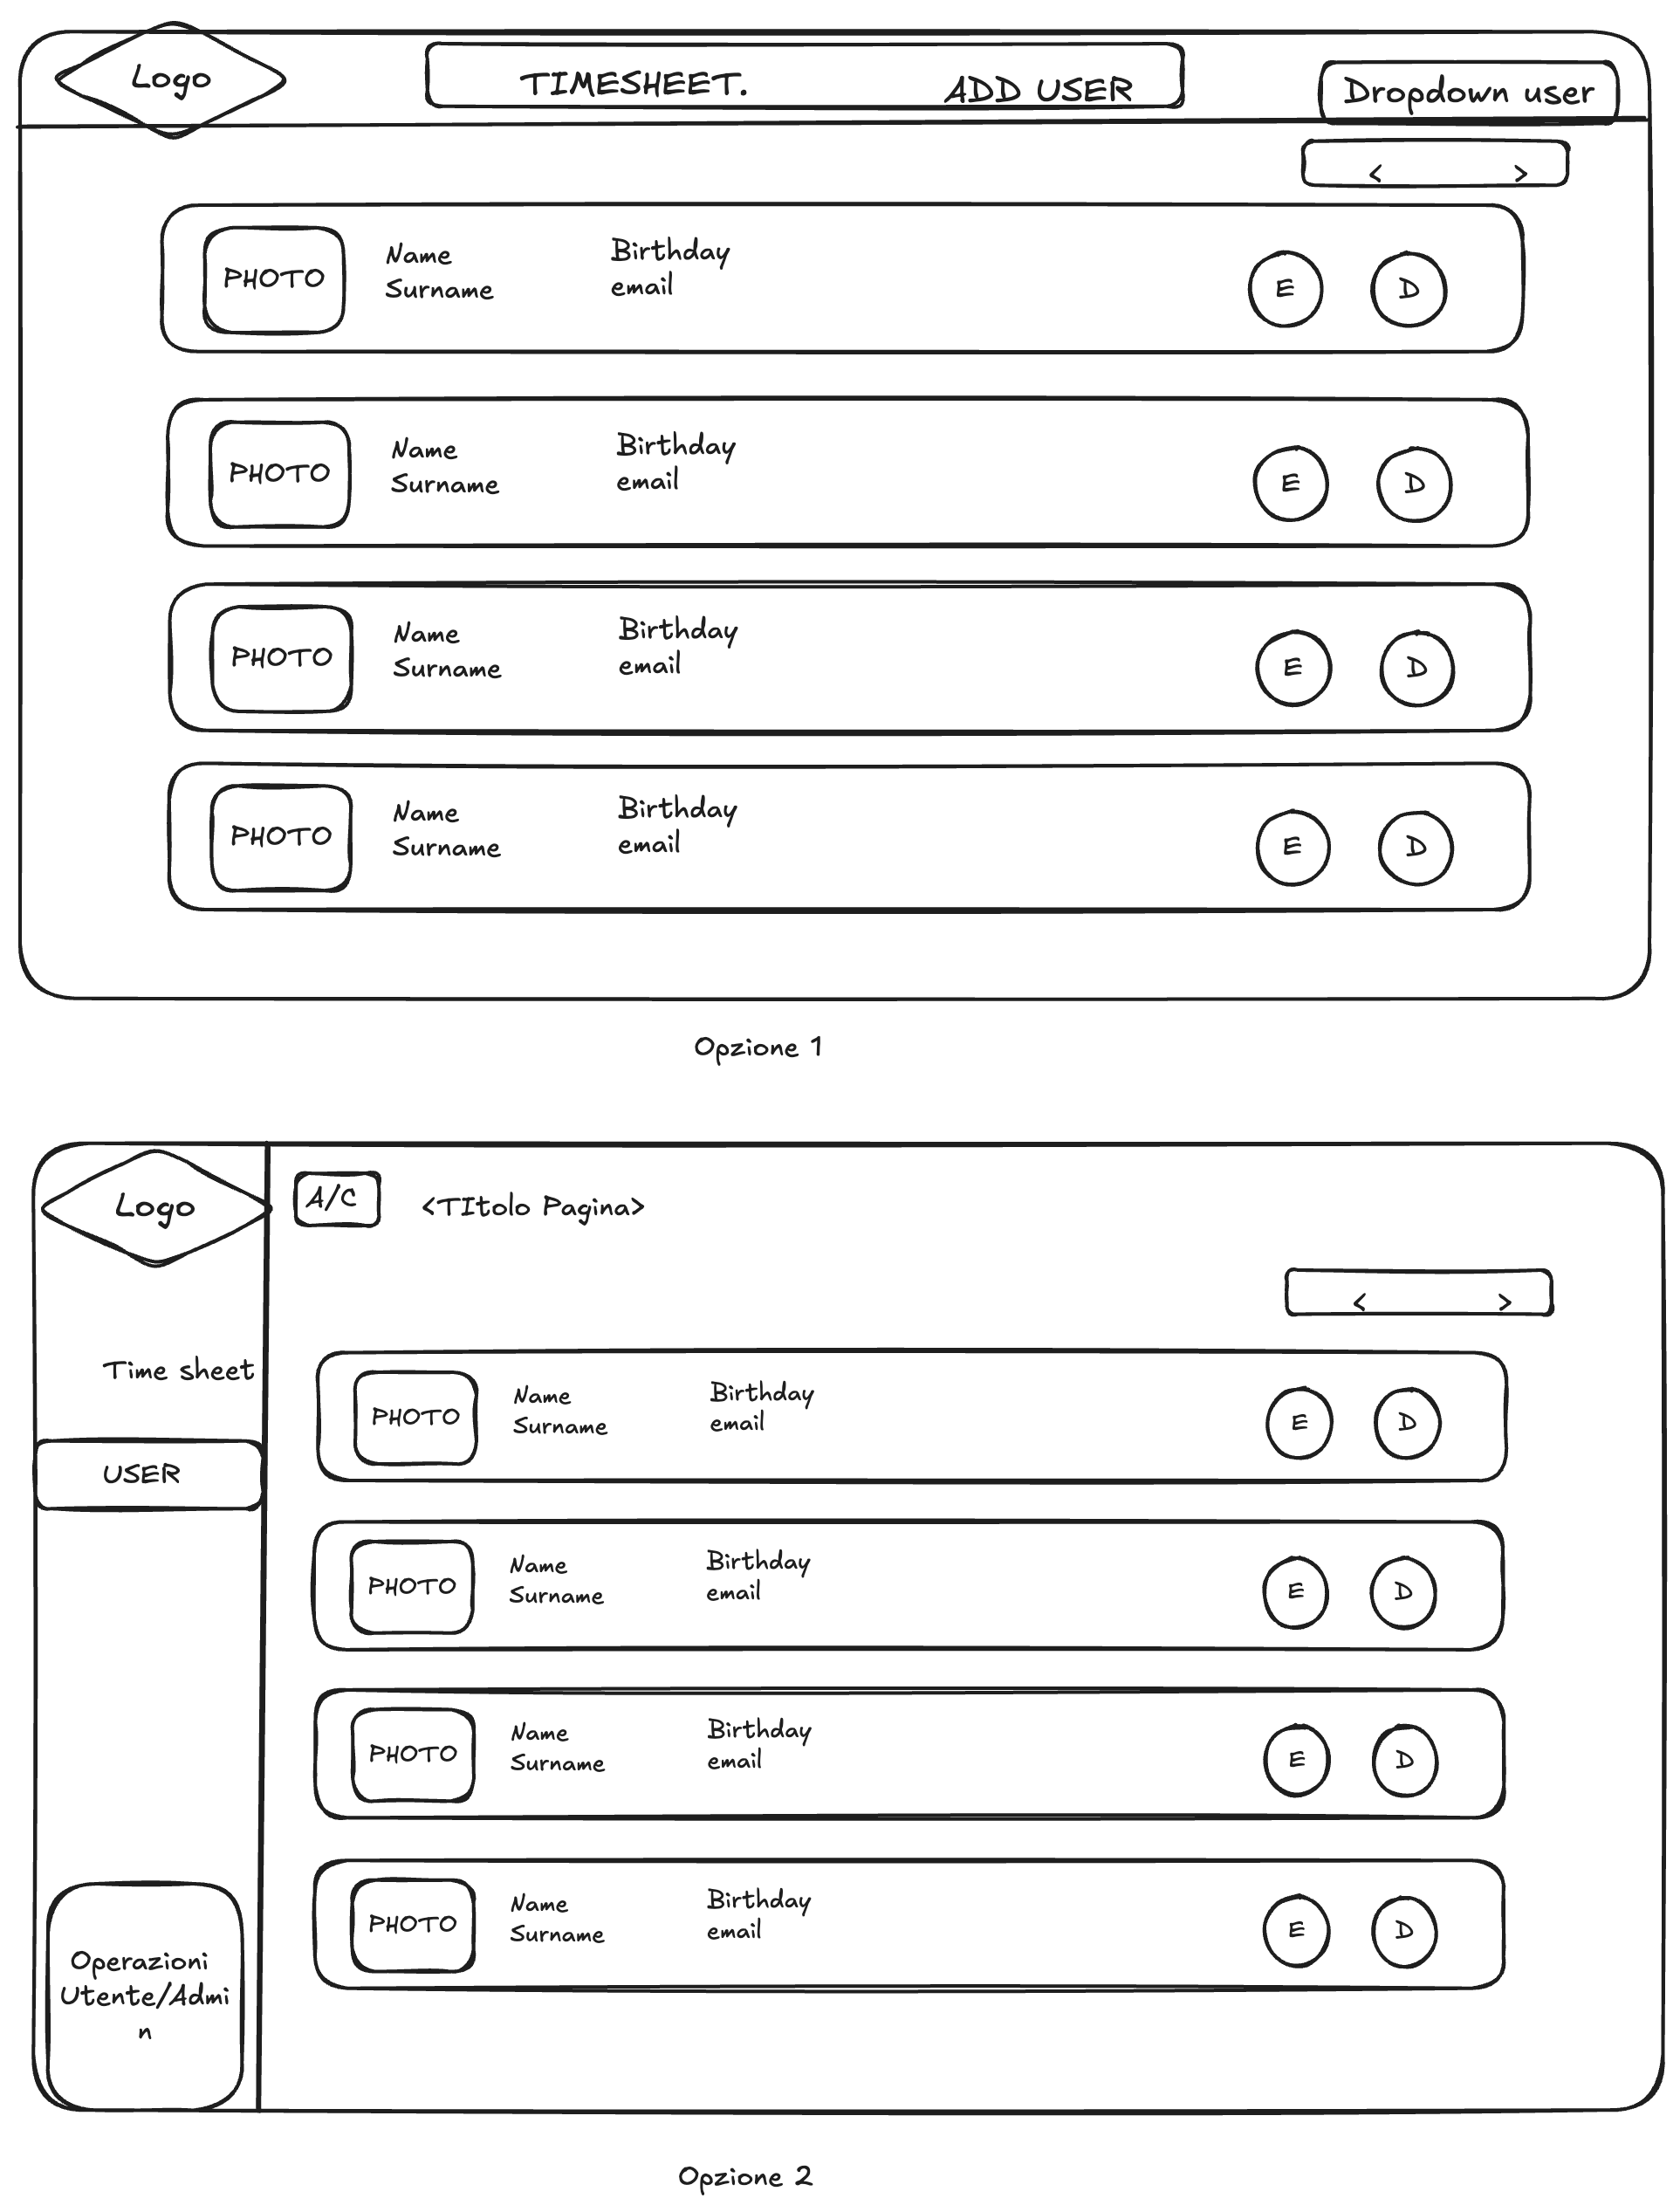 Logo
TIMESHEET.
ADD USER
Dropdown user
< >
PHOTO
Name
Surname
Birthday
email
E
D
PHOTO
Name
Surname
Birthday
email
E
D
PHOTO
Name
Surname
Birthday
email
E
D
PHOTO
Name
Surname
Birthday
email
E
D
Opzione 1
Logo
A/C
<TItolo Pagina>
< >
Time sheet
USER
PHOTO
Name
Surname
Birthday
email
E
D
PHOTO
Name
Surname
Birthday
email
E
D
PHOTO
Name
Surname
Birthday
email
E
D
PHOTO
Name
Surname
Birthday
email
E
D
Operazioni
Utente/Admi
n
Opzione 2